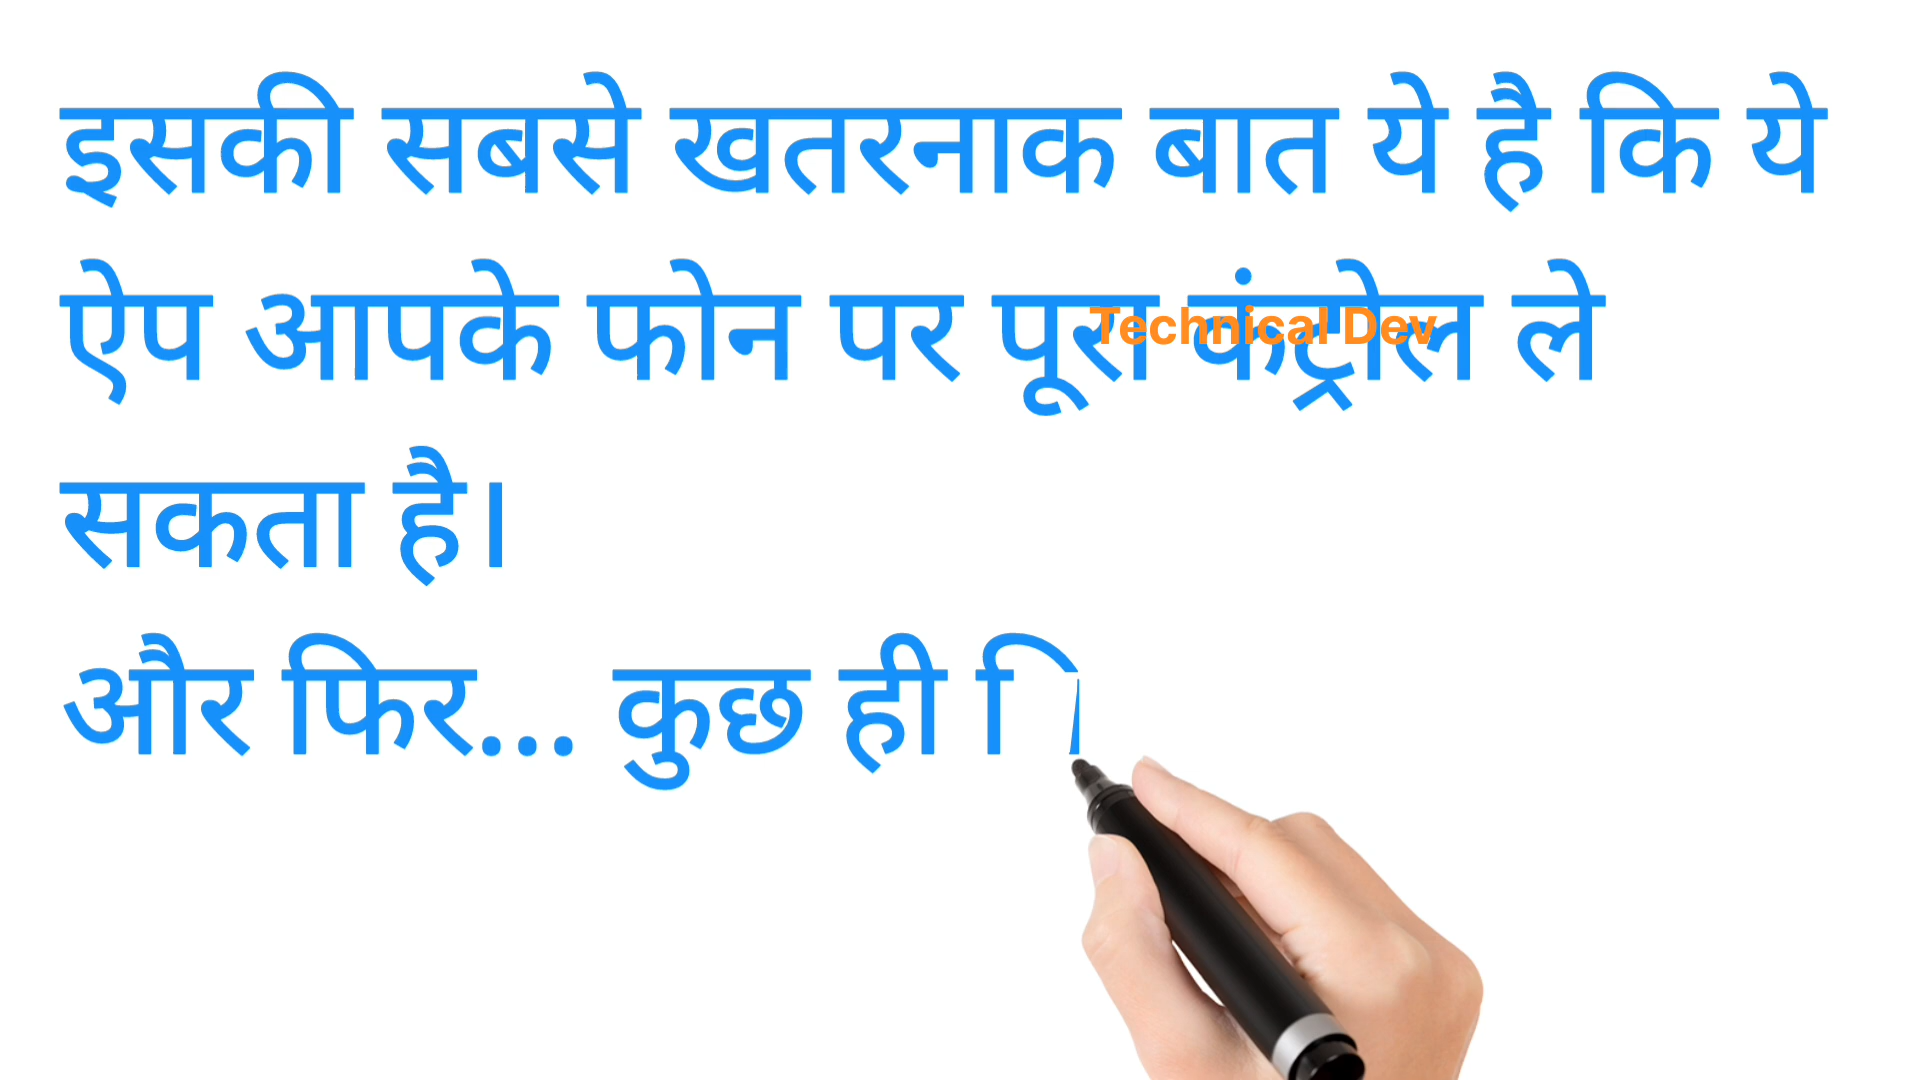 इसकी सबसे खतरनाक बात ये है कि ये
ऐप आपके फोन पर पूरा कंट्रोल ले
सकता है।
और फिर... कुछ ही
Technical Dev